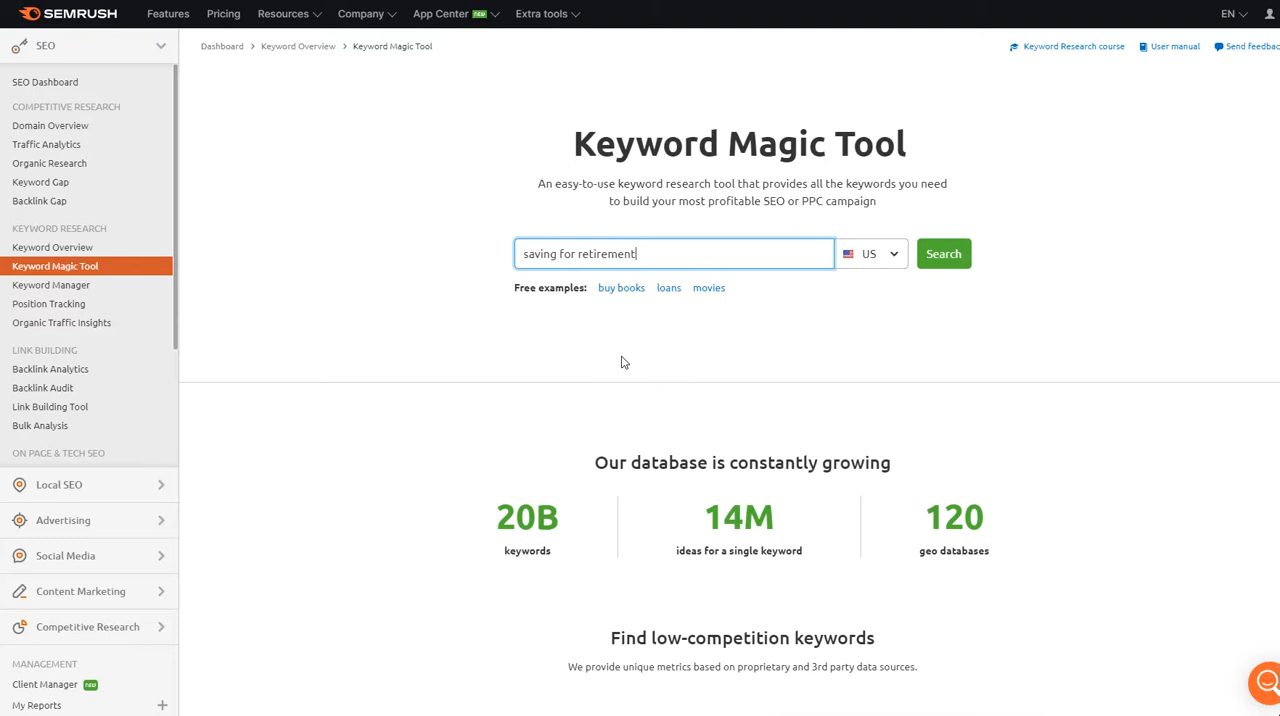 SEMRUSH
Features
Pricing
Resources
Company
App Center NEW
Extra tools
EN
SEO
Dashboard > Keyword Overview > Keyword Magic Tool
Keyword Research course
User manual
Send feedbac
SEO Dashboard
COMPETITIVE RESEARCH
Domain Overview
Traffic Analytics
Organic Research
Keyword Gap
Backlink Gap
KEYWORD RESEARCH
Keyword Overview
Keyword Magic Tool
Keyword Manager
Position Tracking
Organic Traffic Insights
LINK BUILDING
Backlink Analytics
Backlink Audit
Link Building Tool
Bulk Analysis
ON PAGE & TECH SEO
Local SEO
Advertising
Social Media
Content Marketing
Competitive Research
MANAGEMENT
Client Manager NEW
My Reports
Keyword Magic Tool
An easy-to-use keyword research tool that provides all the keywords you need
to build your most profitable SEO or PPC campaign
saving for retirement
US
Search
Free examples: buy books loans movies
Our database is constantly growing
20B
keywords
14M
ideas for a single keyword
120
geo databases
Find low-competition keywords
We provide unique metrics based on proprietary and 3rd party data sources.